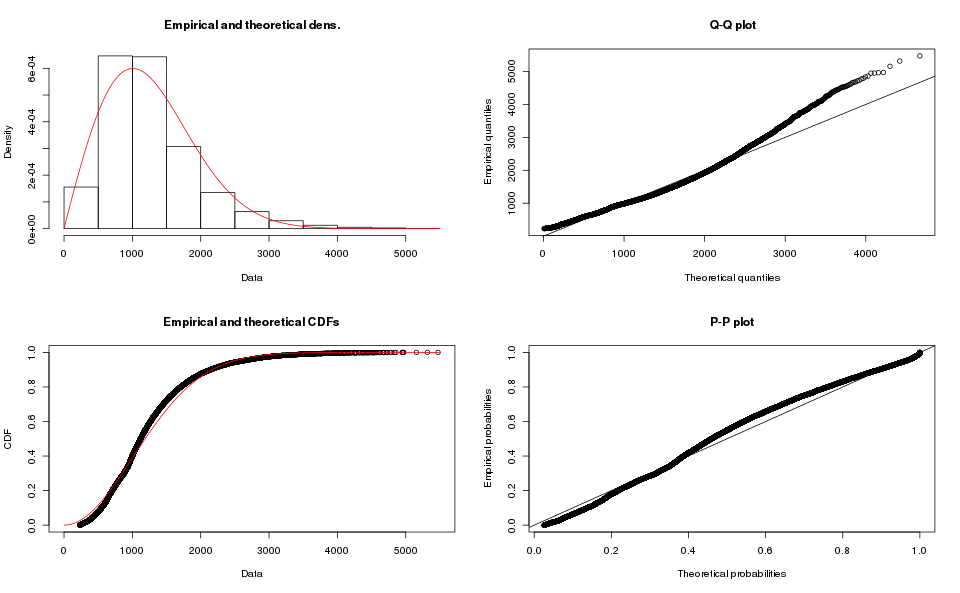 Empirical and theoretical dens.
Density
0e+00 2e-04 4e-04 6e-04
0 1000 2000 3000 4000 5000
Data
Q-Q plot
Empirical quantiles
1000 2000 3000 4000 5000
0 1000 2000 3000 4000
Theoretical quantiles
Empirical and theoretical CDFs
CDF
0.0 0.2 0.4 0.6 0.8 1.0
0 1000 2000 3000 4000 5000
Data
P-P plot
Empirical probabilities
0.0 0.2 0.4 0.6 0.8 1.0
0.0 0.2 0.4 0.6 0.8 1.0
Theoretical probabilities